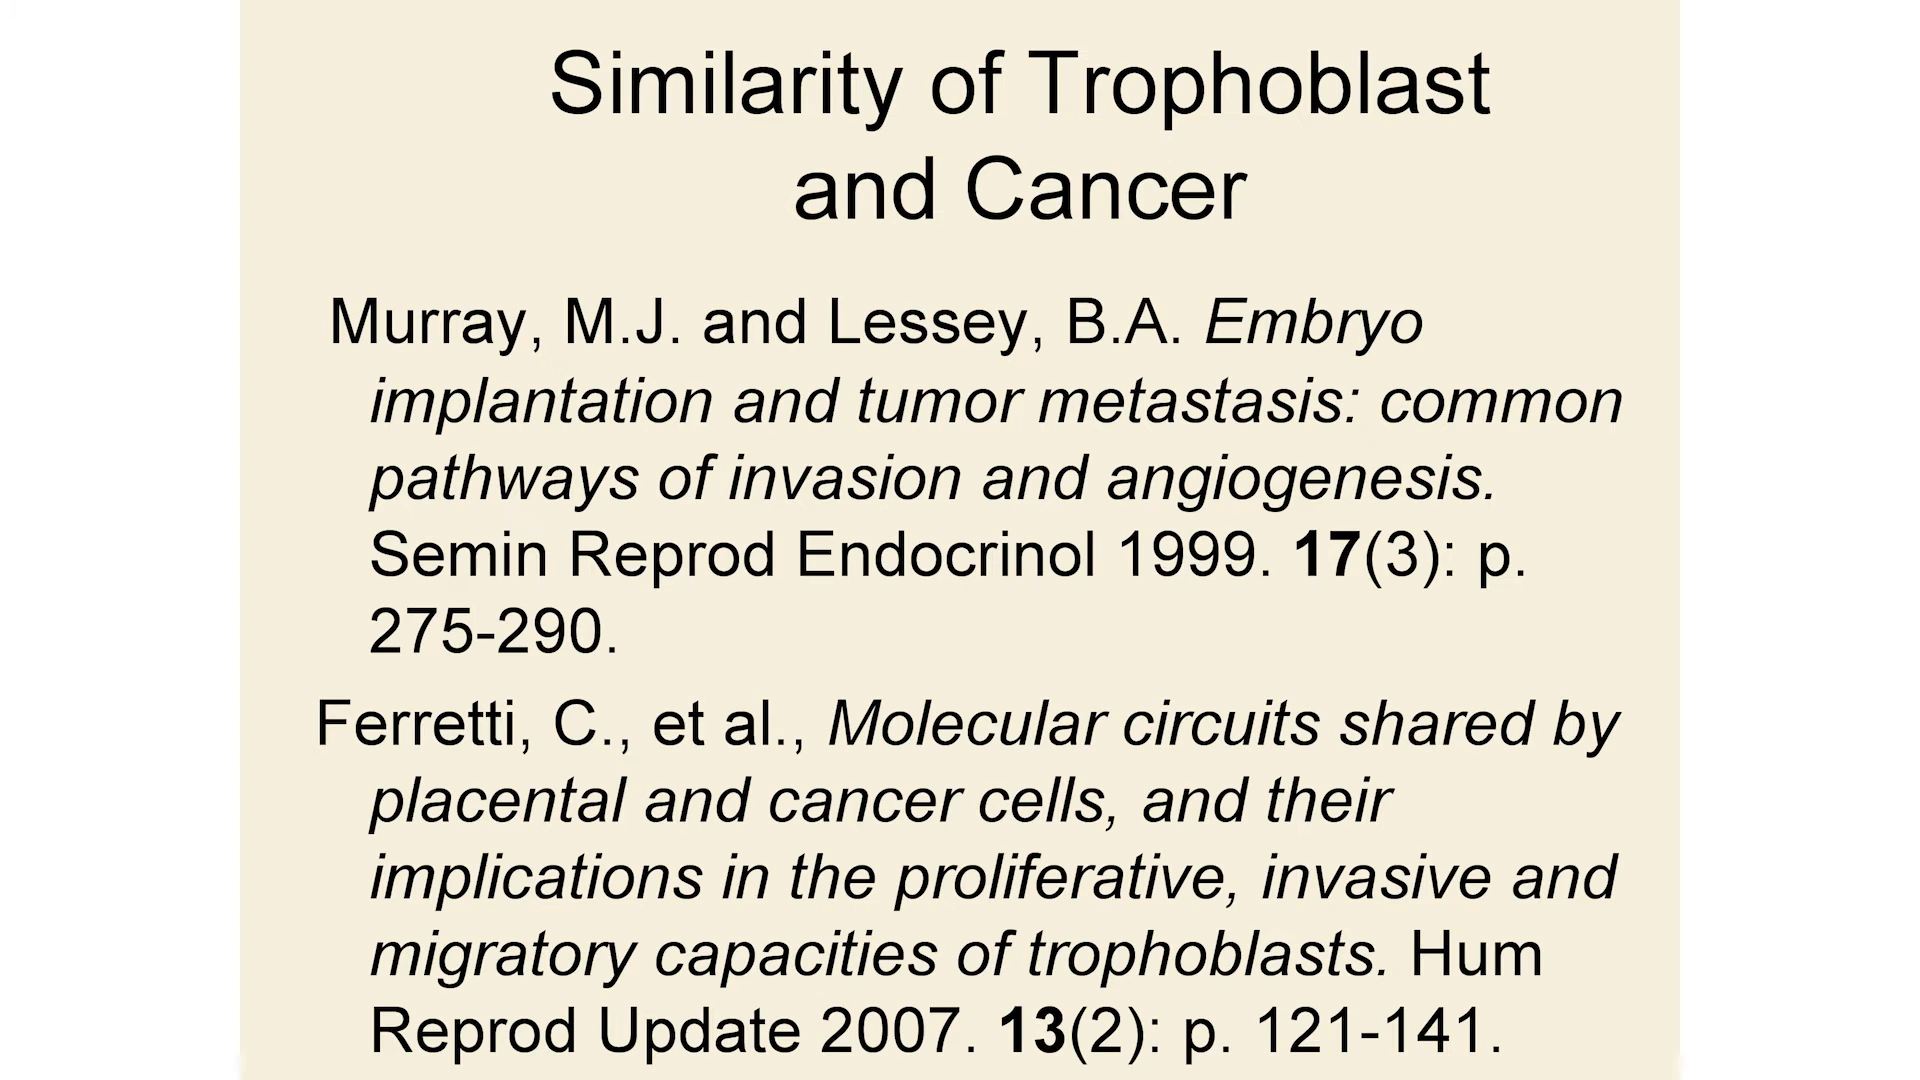 Similarity of Trophoblast
and Cancer
Murray, M.J. and Lessey, B.A. Embryo
implantation and tumor metastasis: common
pathways of invasion and angiogenesis.
Semin Reprod Endocrinol 1999. 17(3): p.
275-290.
Ferretti, C., et al., Molecular circuits shared by
placental and cancer cells, and their
implications in the proliferative, invasive and
migratory capacities of trophoblasts. Hum
Reprod Update 2007. 13(2): p. 121-141.